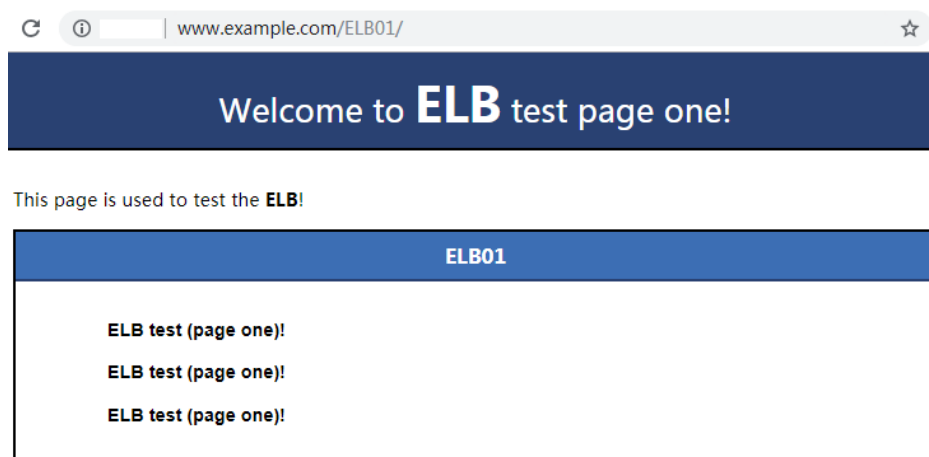 www.example.com/ELB01/
Welcome to ELB test page one!
This page is used to test the ELB!
ELB01
ELB test (page one)!
ELB test (page one)!
ELB test (page one)!